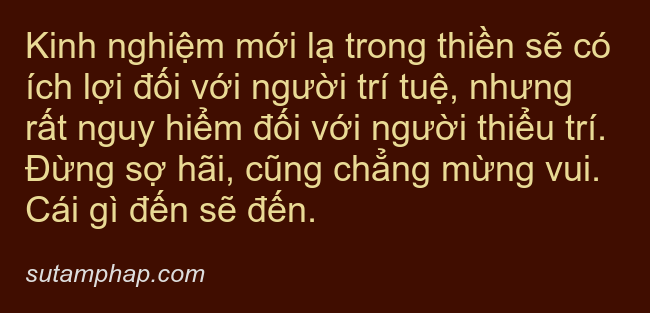 Kinh nghiệm mới lạ trong thiền sẽ có
ích lợi đối với người trí tuệ, nhưng
rất nguy hiểm đối với người thiểu trí.
Đừng sợ hãi, cũng chẳng mừng vui.
Cái gì đến sẽ đến.
sutamphap.com